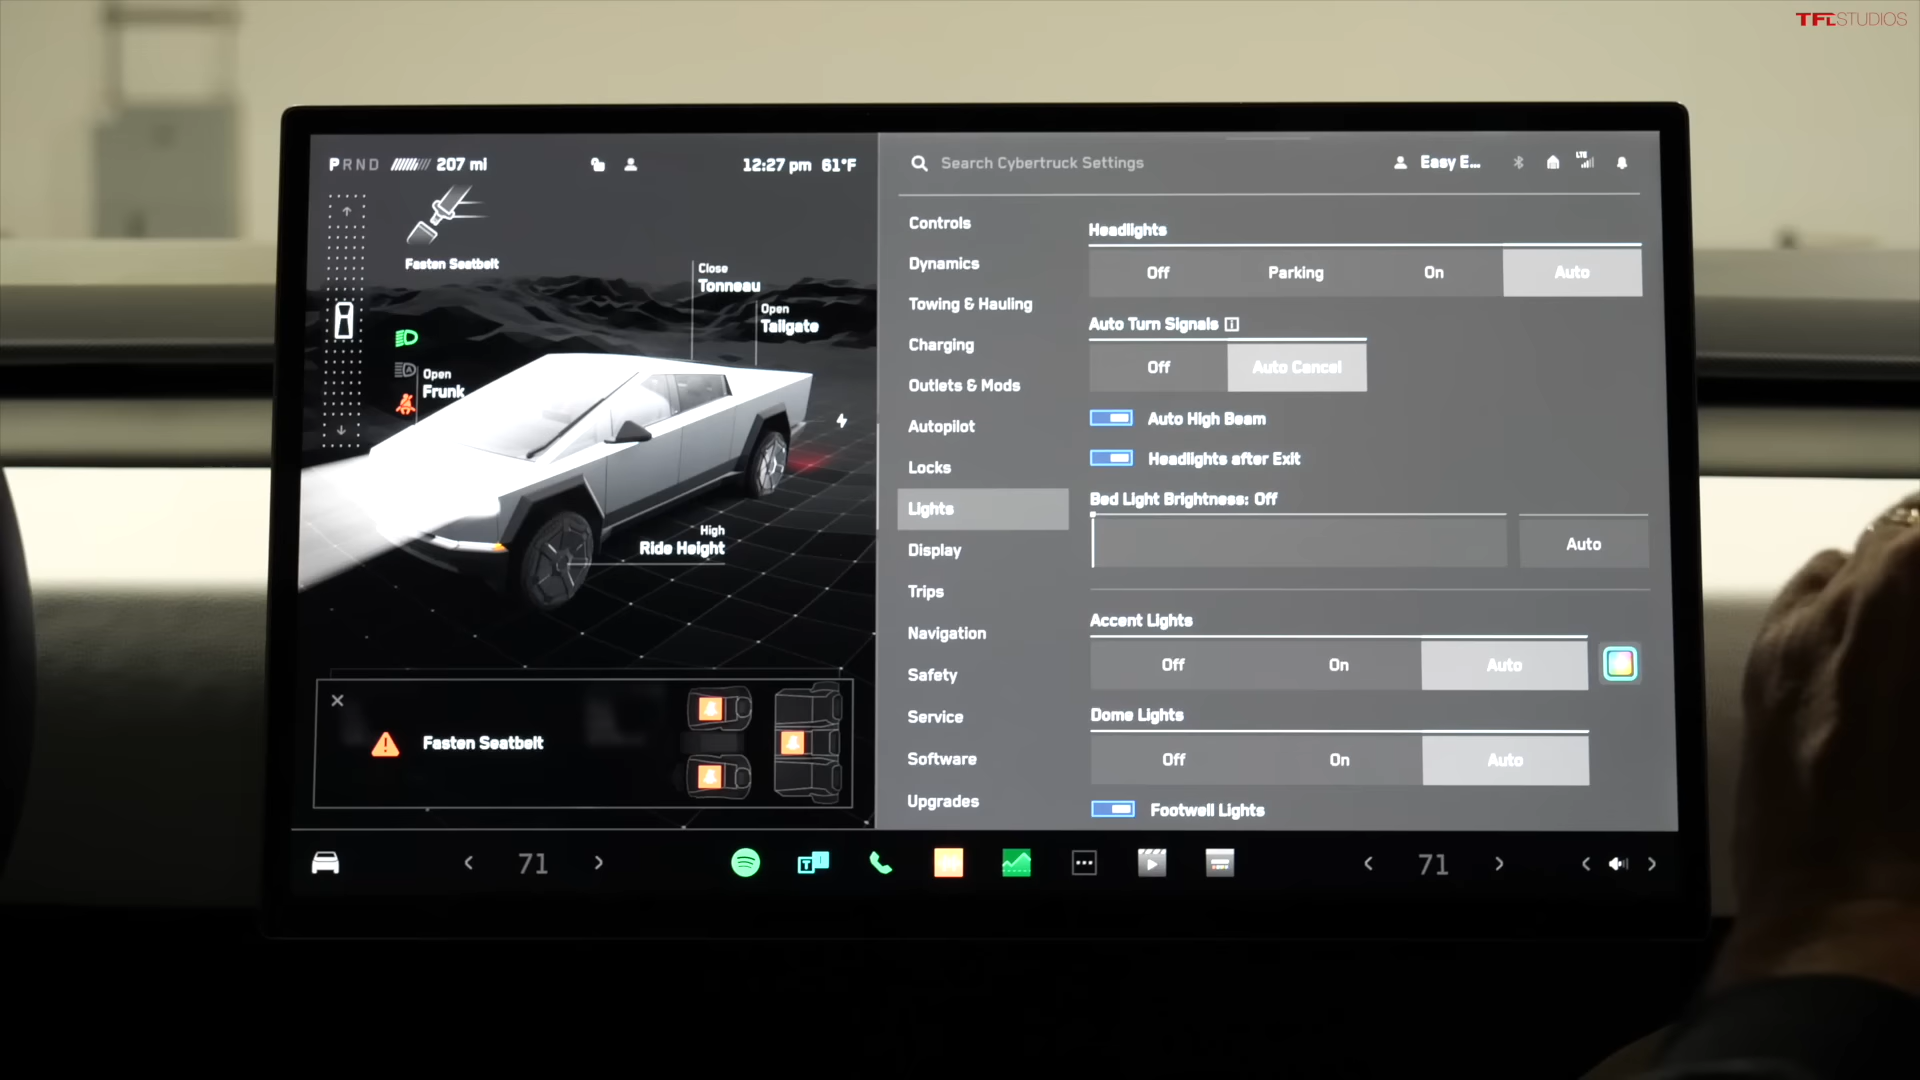 TFLSTUDIOS
PRND 207 mi
12:27 pm 61°F
Fasten Seatbelt
Close
Tonneau
Open
Tailgate
Open
Frunk
High
Ride Height
Fasten Seatbelt
Search Cybertruck Settings
Easy E...
LTE
Controls
Dynamics
Towing & Hauling
Charging
Outlets & Mods
Autopilot
Locks
Lights
Display
Trips
Navigation
Safety
Service
Software
Upgrades
Headlights
Off Parking On Auto
Auto Turn Signals
Off Auto Cancel
Auto High Beam
Headlights after Exit
Bed Light Brightness: Off
Auto
Accent Lights
Off On Auto
Dome Lights
Off On Auto
Footwell Lights
71
T
71